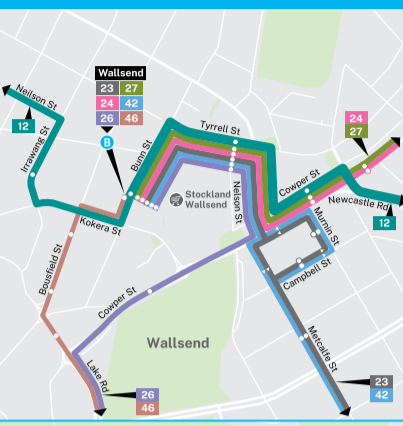 Wallsend
23 27
24 42
26 46
B
Neilson St
12
Irrawang St
Bunn St
Tyrrell St
24
27
Stockland
Wallsend
Nelson St
Cowper St
Newcastle Rd
12
Kokera St
Murnin St
Bousfield St
Campbell St
Cowper St
Wallsend
Metcalfe St
Lake Rd
23
42
26
46